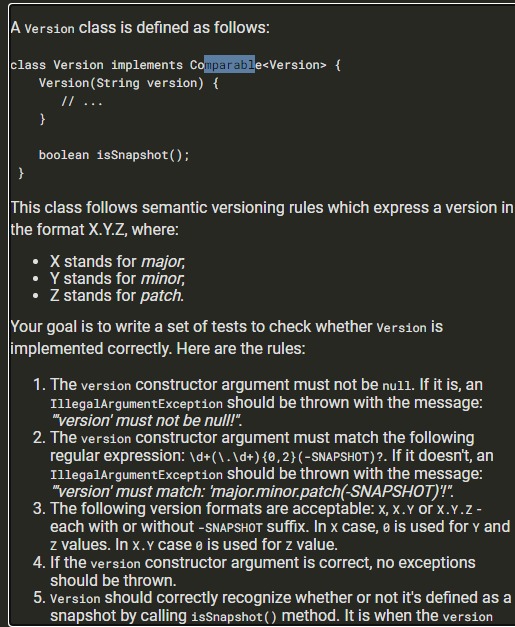 A Version class is defined as follows:
class Version implements Comparable<Version> {
Version(String version) {
// ...
}
boolean isSnapshot();
}
This class follows semantic versioning rules which express a version in
the format X.Y.Z, where:
• X stands for major,
• Y stands for minor,
• Z stands for patch.
Your goal is to write a set of tests to check whether Version is
implemented correctly. Here are the rules:
1. The version constructor argument must not be null. If it is, an
IllegalArgumentException should be thrown with the message:
"'version' must not be null!".
2. The version constructor argument must match the following
regular expression: \d+(\.\d+){0,2}(-SNAPSHOT)?. If it doesn't, an
IllegalArgumentException should be thrown with the message:
"'version' must match: 'major.minor.patch(-SNAPSHOT)'!".
3. The following version formats are acceptable: X, X.Y or X.Y.Z -
each with or without -SNAPSHOT suffix. In X case, 0 is used for Y and
Z values. In X.Y case 0 is used for Z value.
4. If the version constructor argument is correct, no exceptions
should be thrown.
5. Version should correctly recognize whether or not it's defined as a
snapshot by calling isSnapshot() method. It is when the version